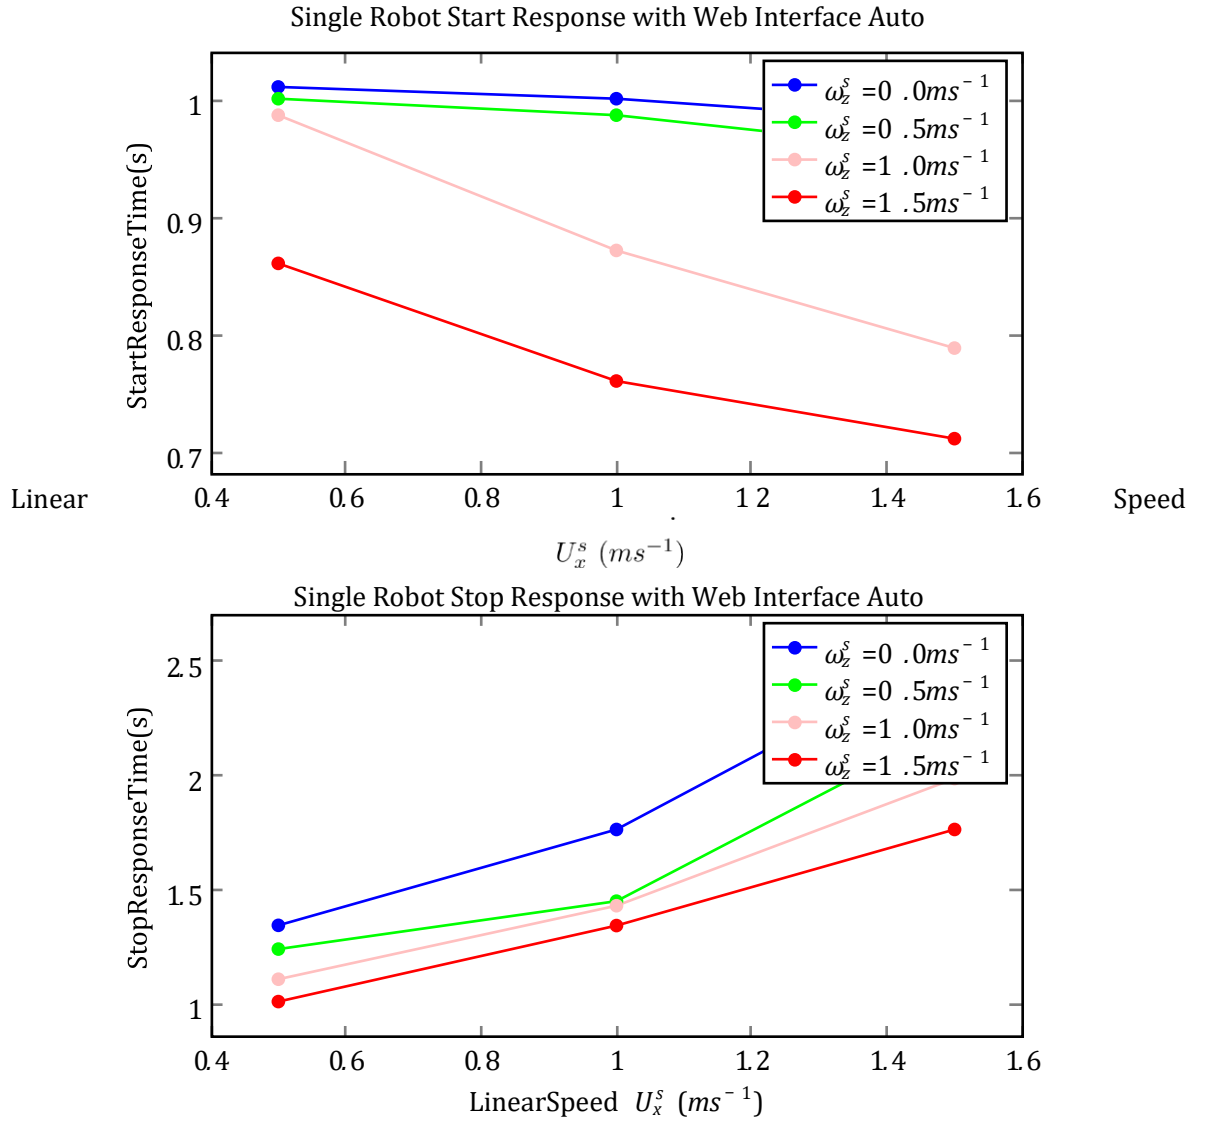 Single Robot Start Response with Web Interface Auto
StartResponseTime(s)
1
0.9
0.8
0.7
ω_z^s =0 .0ms⁻¹
ω_z^s =0 .5ms⁻¹
ω_z^s =1 .0ms⁻¹
ω_z^s =1 .5ms⁻¹
0.4 0.6 0.8 1 1.2 1.4 1.6
Linear Speed
.
U_x^s (ms⁻¹)
Single Robot Stop Response with Web Interface Auto
StopResponseTime(s)
2.5
2
1.5
1
ω_z^s =0 .0ms⁻¹
ω_z^s =0 .5ms⁻¹
ω_z^s =1 .0ms⁻¹
ω_z^s =1 .5ms⁻¹
0.4 0.6 0.8 1 1.2 1.4 1.6
LinearSpeed U_x^s (ms⁻¹)